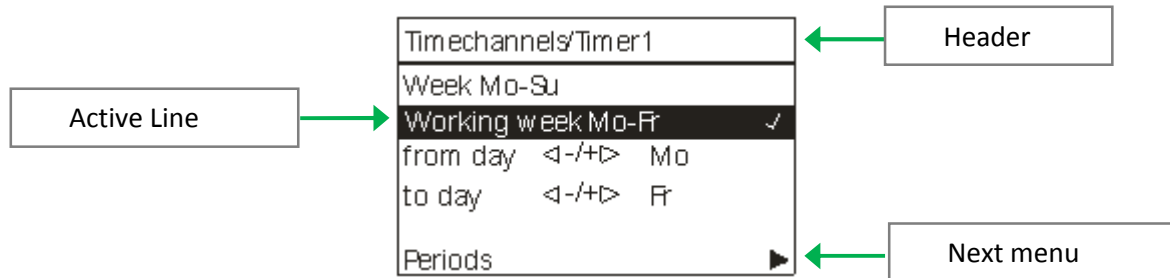 Timechannels/Timer1
Header
Week Mo-Su
Active Line
Working week Mo-Fr ✓
from day ◁-/+▷ Mo
to day ◁-/+▷ Fr
Periods ▶
Next menu